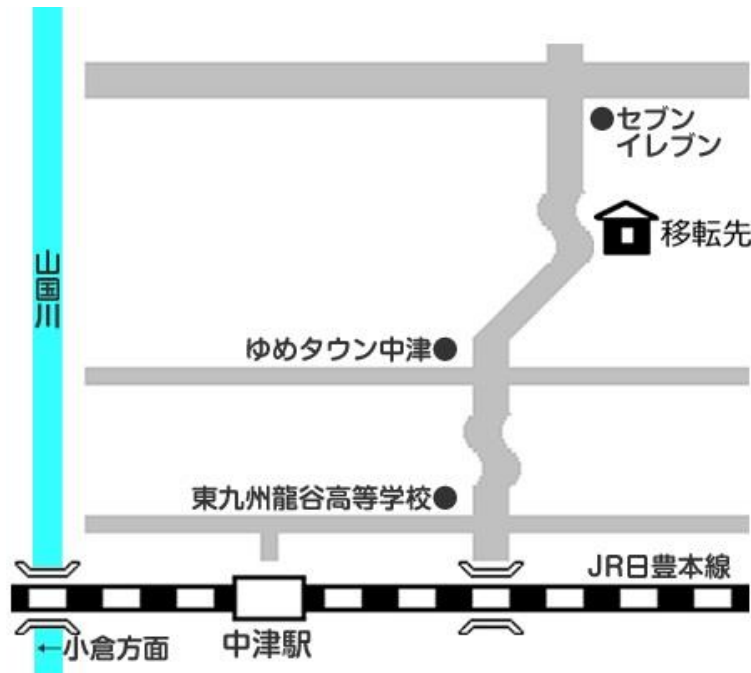 ●セブン
イレブン
移転先
山国川
ゆめタウン中津●
東九州龍谷高等学校●
JR日豊本線
←小倉方面
中津駅